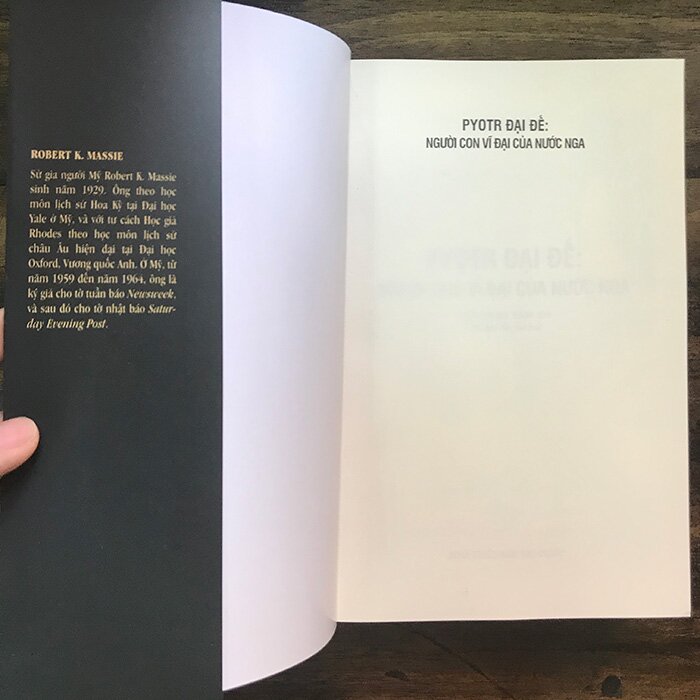 ROBERT K. MASSIE
Sử gia người Mỹ Robert K. Massie
sinh năm 1929. Ông theo học
môn lịch sử Hoa Kỳ tại Đại học
Yale ở Mỹ, và với tư cách Học giả
Rhodes theo học môn lịch sử
châu Âu hiện đại tại Đại học
Oxford, Vương quốc Anh. Ở Mỹ, từ
năm 1959 đến năm 1964, ông là
ký giả cho tờ tuần báo Newsweek,
và sau đó cho tờ nhật báo Satur-
day Evening Post.
PYOTR ĐẠI ĐẾ:
NGƯỜI CON VĨ ĐẠI CỦA NƯỚC NGA